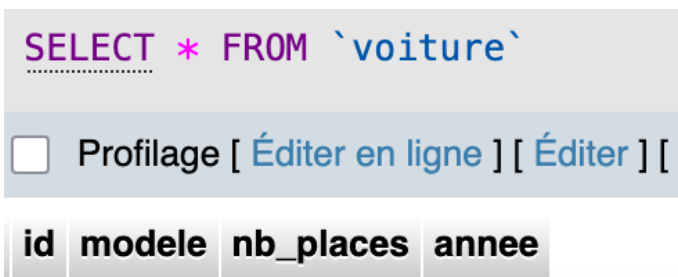 SELECT * FROM `voiture`
Profilage [ Éditer en ligne ] [ Éditer ] [
id modele nb_places annee